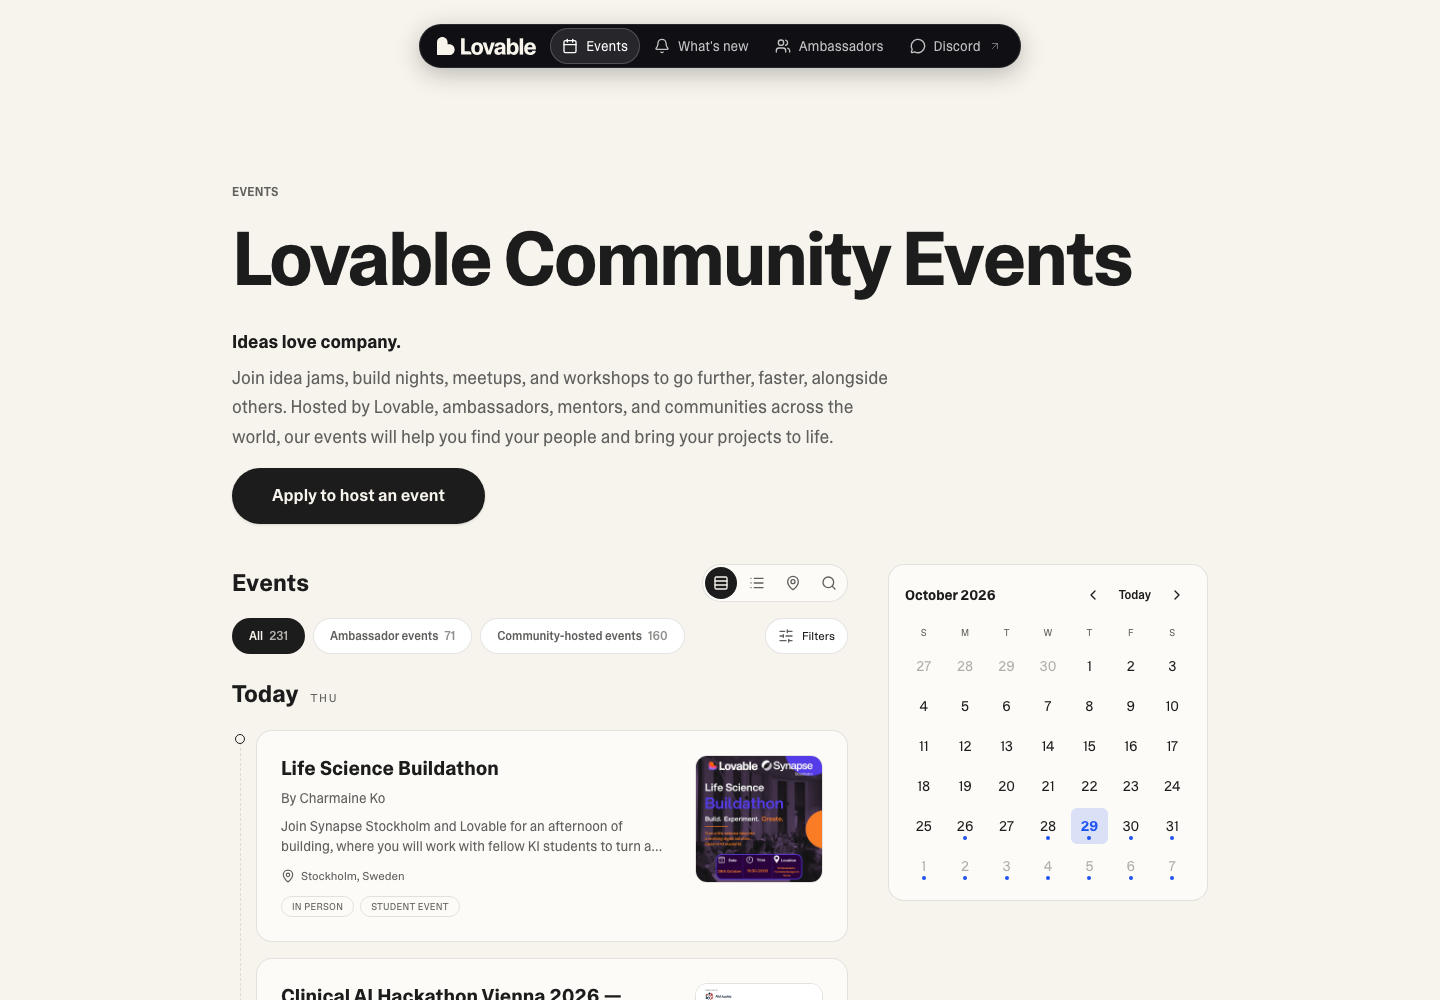 Lovable
Events
What's new
Ambassadors
Discord
EVENTS
Lovable Community Events
Ideas love company.
Join idea jams, build nights, meetups, and workshops to go further, faster, alongside
others. Hosted by Lovable, ambassadors, mentors, and communities across the
world, our events will help you find your people and bring your projects to life.
Apply to host an event
Events
All 231
Ambassador events 71
Community-hosted events 160
Filters
Today THU
Life Science Buildathon
By Charmaine Ko
Join Synapse Stockholm and Lovable for an afternoon of
building, where you will work with fellow KI students to turn a...
Stockholm, Sweden
IN PERSON
STUDENT EVENT
Lovable Synapse
Life Science
Buildathon
Build. Experiment. Create.
Date
Time
Location
Clinical AI Hackathon Vienna 2026 —
October 2026
Today
S M T W T F S
27 28 29 30 1 2 3
4 5 6 7 8 9 10
11 12 13 14 15 16 17
18 19 20 21 22 23 24
25 26 27 28 29 30 31
1 2 3 4 5 6 7